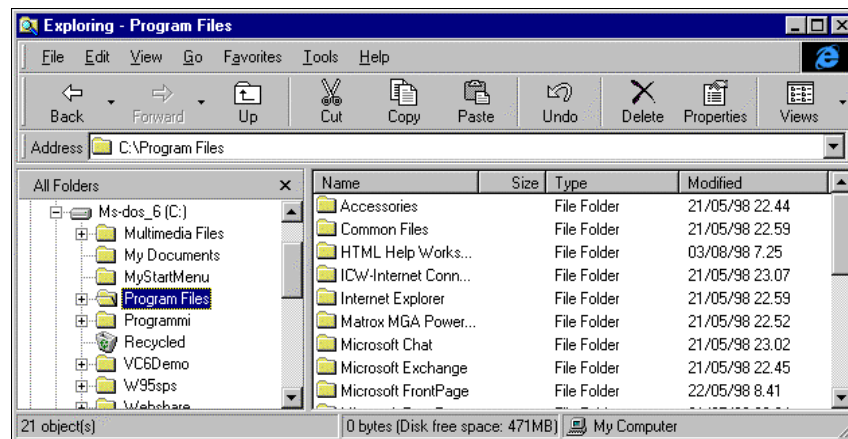 Exploring - Program Files
File Edit View Go Favorites Tools Help
Back Forward Up Cut Copy Paste Undo Delete Properties Views
Address C:\Program Files
All Folders
Ms-dos_6 (C:)
Multimedia Files
My Documents
MyStartMenu
Program Files
Programmi
Recycled
VC6Demo
W95sps
Webshare
Name Size Type Modified
Accessories File Folder 21/05/98 22.44
Common Files File Folder 21/05/98 22.59
HTML Help Works... File Folder 03/08/98 7.25
ICW-Internet Conn... File Folder 21/05/98 23.07
Internet Explorer File Folder 21/05/98 22.59
Matrox MGA Power... File Folder 21/05/98 22.52
Microsoft Chat File Folder 21/05/98 23.02
Microsoft Exchange File Folder 21/05/98 22.45
Microsoft FrontPage File Folder 22/05/98 8.41
21 object(s) 0 bytes (Disk free space: 471MB) My Computer